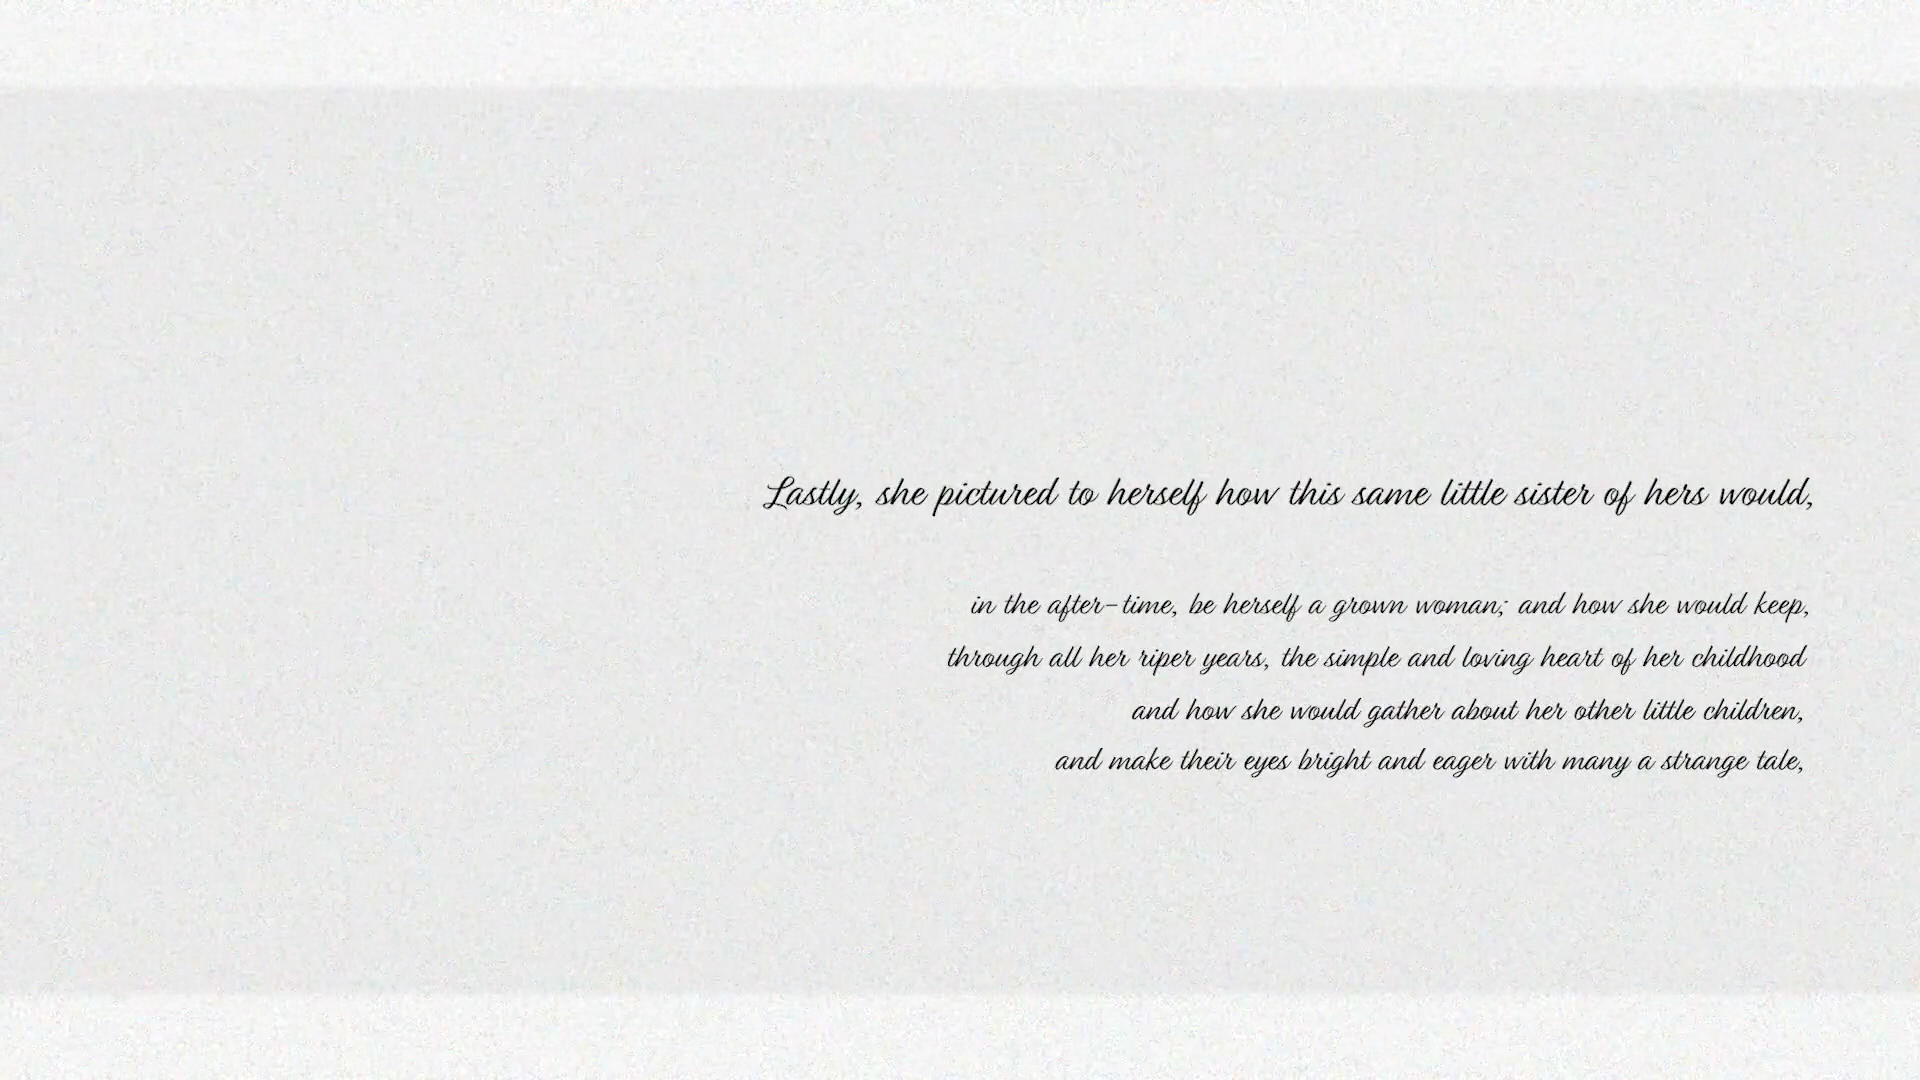 Lastly, she pictured to herself how this same little sister of hers would,
in the after-time, be herself a grown woman; and how she would keep,
through all her riper years, the simple and loving heart of her childhood
and how she would gather about her other little children,
and make their eyes bright and eager with many a strange tale,